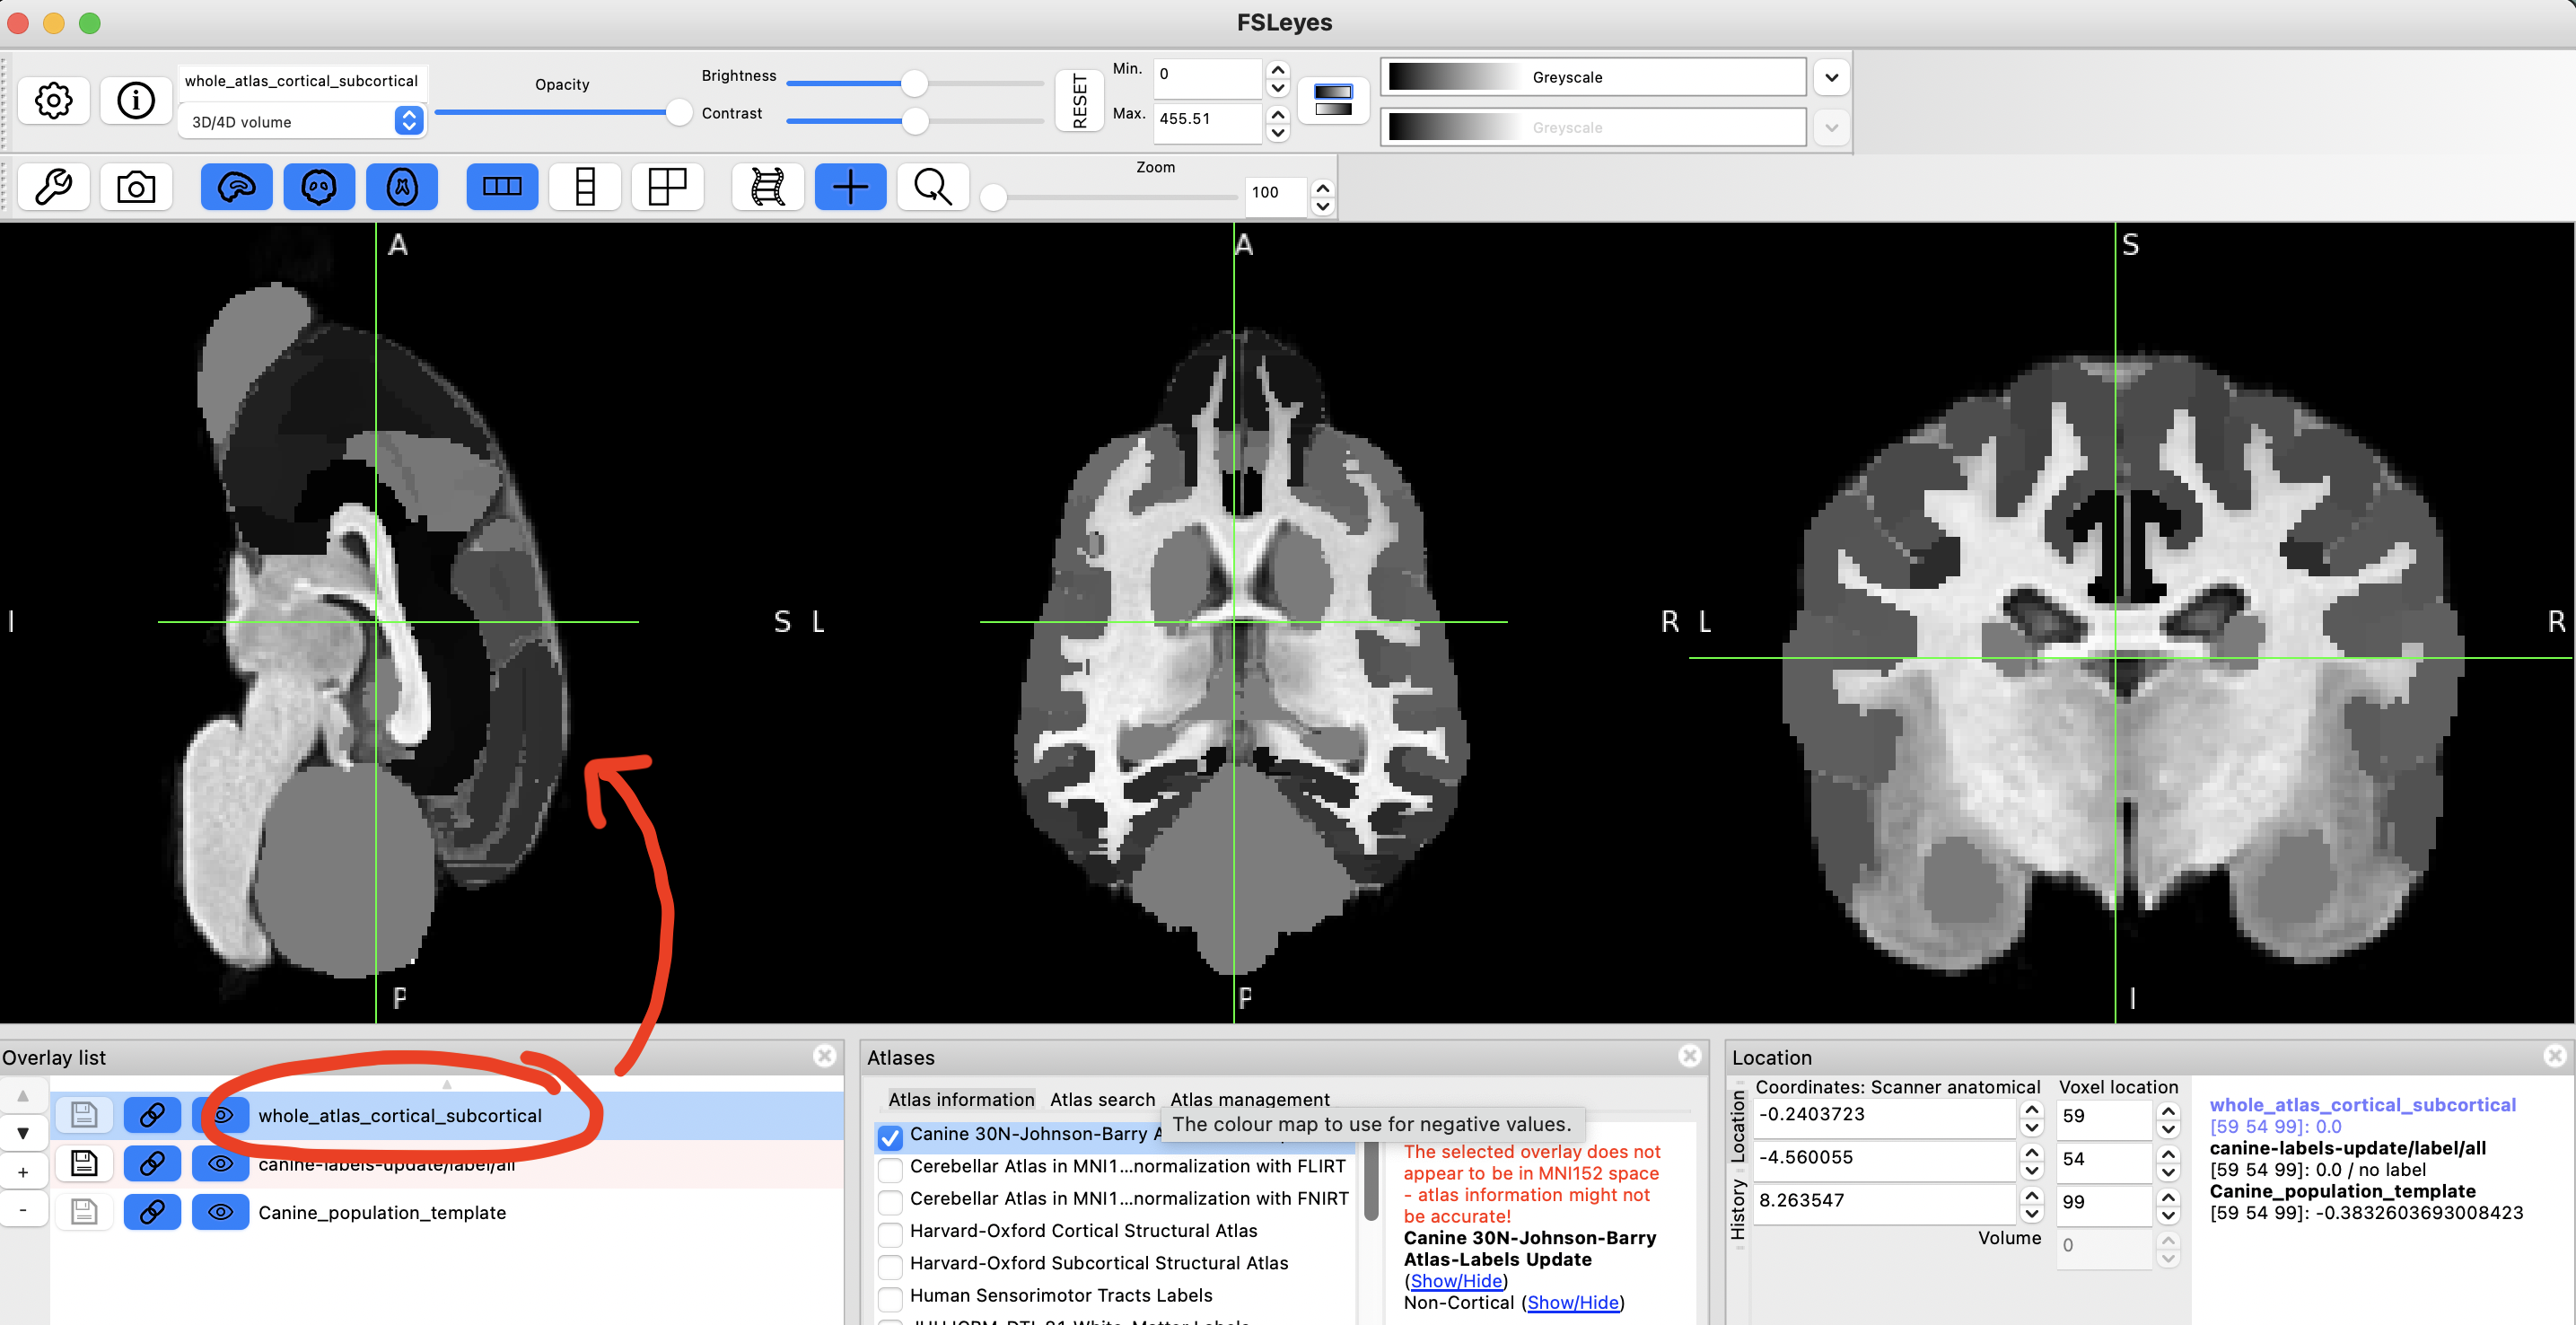 FSLeyes
whole_atlas_cortical_subcortical
3D/4D volume
Opacity
Brightness
Contrast
RESET
Min.
0
Max.
455.51
Greyscale
Greyscale
Zoom
100
A
I
S
P
A
L
R
P
S
L
R
I
Overlay list
whole_atlas_cortical_subcortical
canine-labels-update/label/all
Canine_population_template
Atlases
Atlas information
Atlas search
Atlas management
The colour map to use for negative values.
Canine 30N-Johnson-Barry A
Cerebellar Atlas in MNI1...normalization with FLIRT
Cerebellar Atlas in MNI1...normalization with FNIRT
Harvard-Oxford Cortical Structural Atlas
Harvard-Oxford Subcortical Structural Atlas
Human Sensorimotor Tracts Labels
The selected overlay does not
appear to be in MNI152 space
- atlas information might not
be accurate!
Canine 30N-Johnson-Barry
Atlas-Labels Update
(Show/Hide)
Non-Cortical (Show/Hide)
Location
Location
History
Coordinates: Scanner anatomical
Voxel location
-0.2403723
59
-4.560055
54
8.263547
99
Volume
0
whole_atlas_cortical_subcortical
[59 54 99]: 0.0
canine-labels-update/label/all
[59 54 99]: 0.0 / no label
Canine_population_template
[59 54 99]: -0.3832603693008423